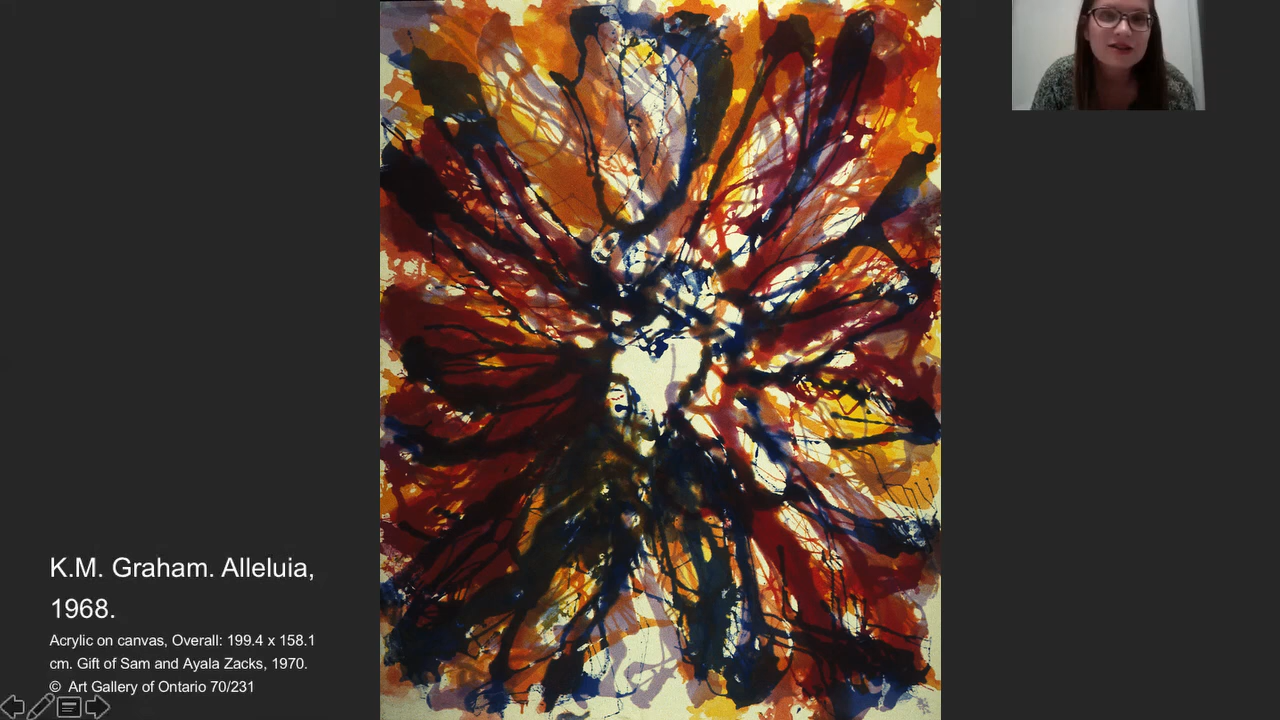 K.M. Graham. Alleluia,
1968.
Acrylic on canvas, Overall: 199.4 x 158.1
cm. Gift of Sam and Ayala Zacks, 1970.
© Art Gallery of Ontario 70/231